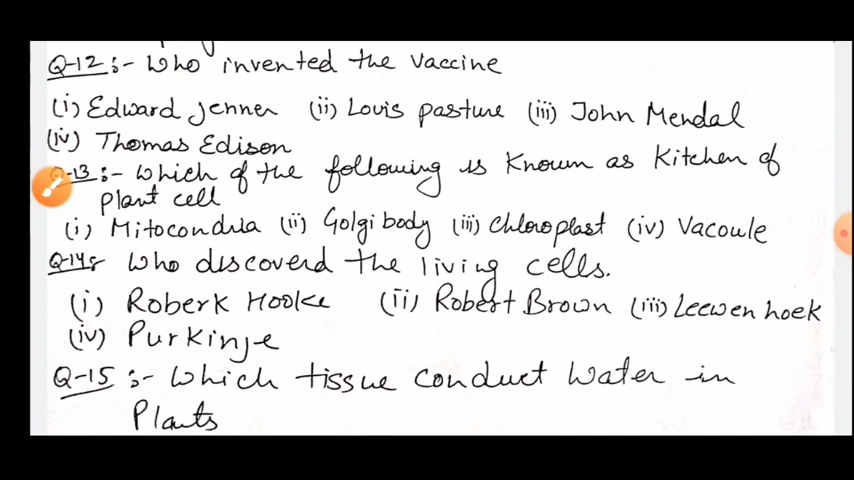 Q-12 :- Who invented the vaccine
(i) Edward Jenner (ii) Louis pasture (iii) John Mendal
(iv) Thomas Edison
Q-13 :- Which of the following is Known as Kitchen of
Plant cell
(i) Mitocondria (ii) Golgi body (iii) Chloroplast (iv) Vacoule
Q-14 :- Who discoverd the living cells.
(i) Roberk Hooke (ii) Robert Brown (iii) Leewen hoek
(iv) Purkinje
Q-15 :- Which tissue conduct water in
Plants